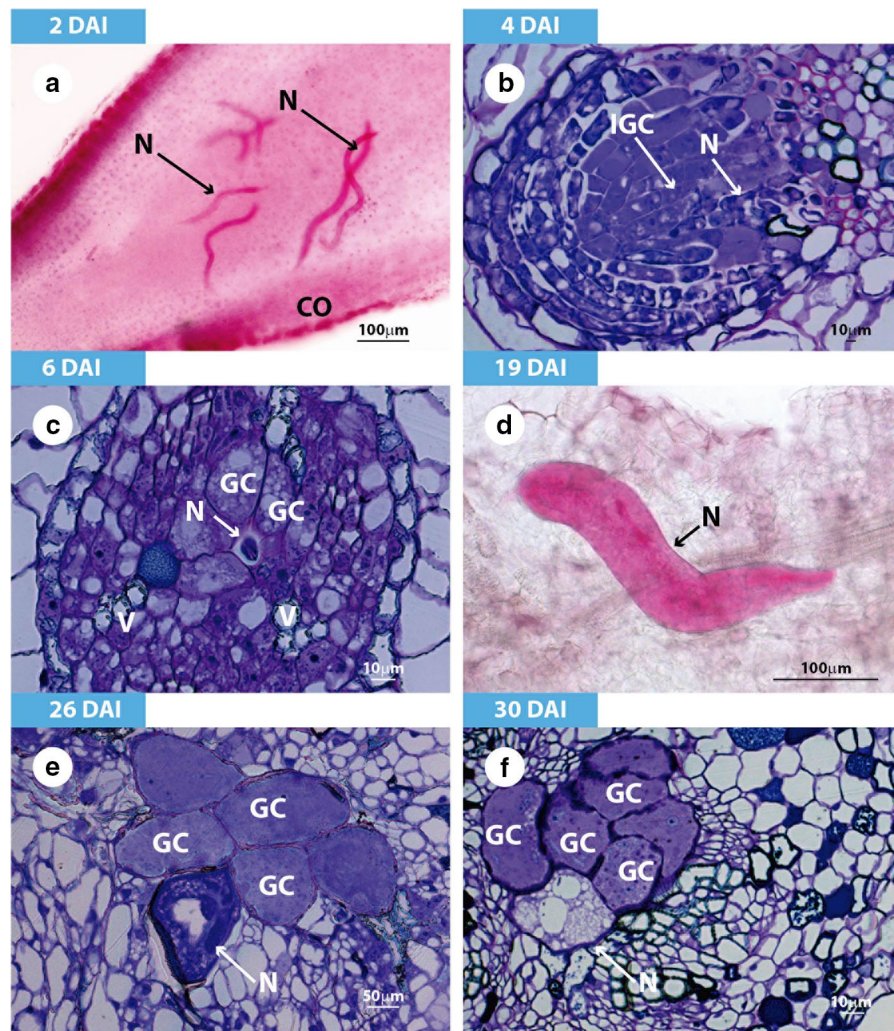 2 DAI
4 DAI
a
N
N
CO
100μm
b
IGC
N
10μm
6 DAI
19 DAI
c
GC
N
GC
V
V
10μm
d
N
100μm
26 DAI
30 DAI
e
GC
GC
GC
N
50μm
f
GC
GC
GC
GC
N
10μm